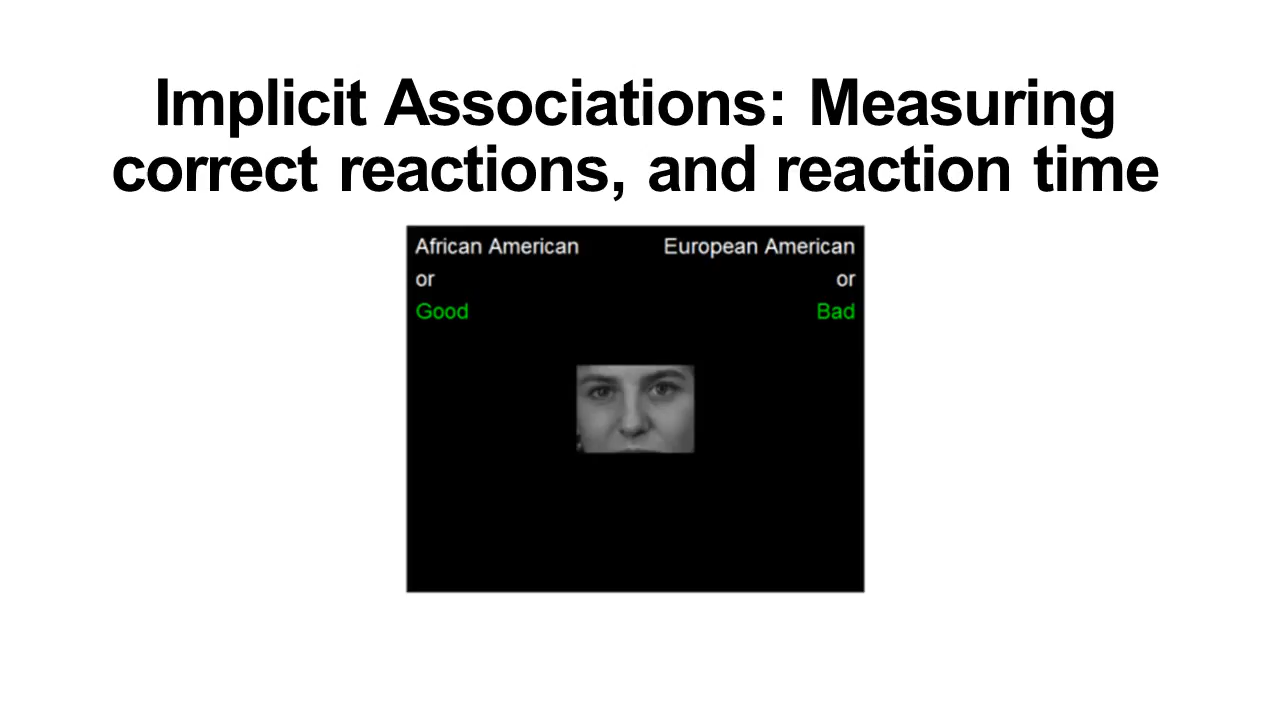 Implicit Associations: Measuring
correct reactions, and reaction time
African American
or
Good
European American
or
Bad